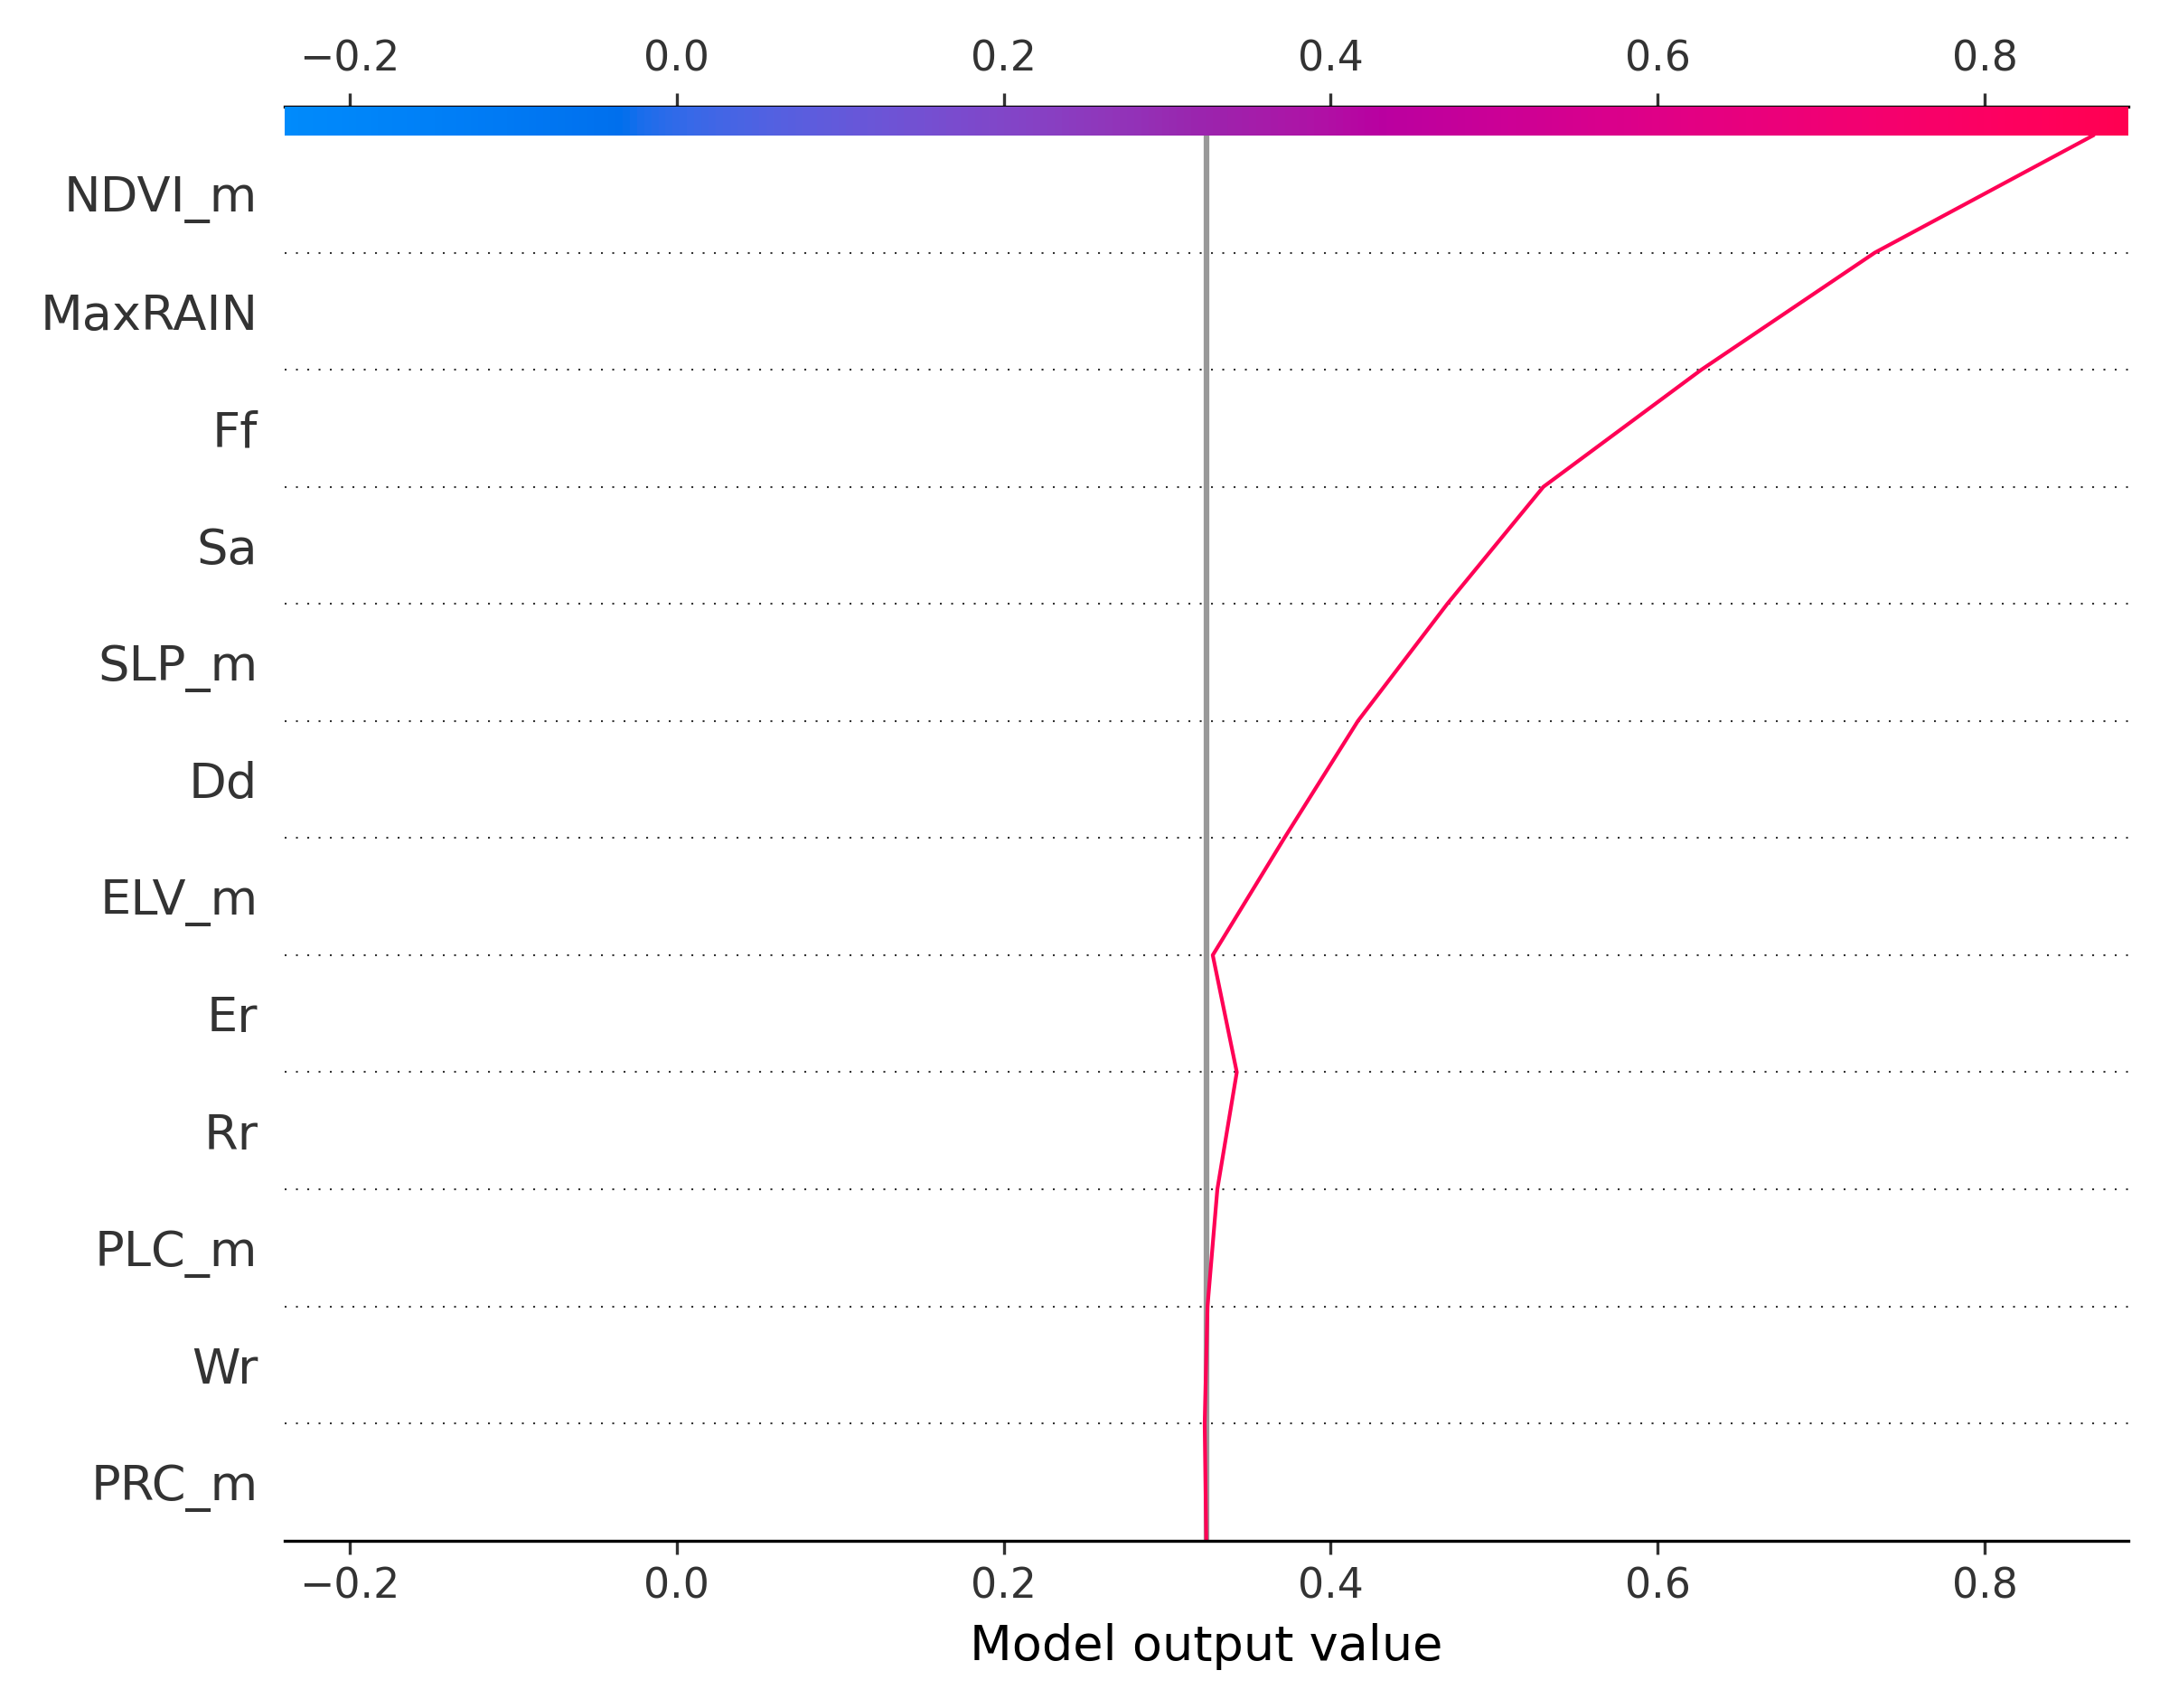 −0.2 0.0 0.2 0.4 0.6 0.8
NDVI_m
MaxRAIN
Ff
Sa
SLP_m
Dd
ELV_m
Er
Rr
PLC_m
Wr
PRC_m
−0.2 0.0 0.2 0.4 0.6 0.8
Model output value